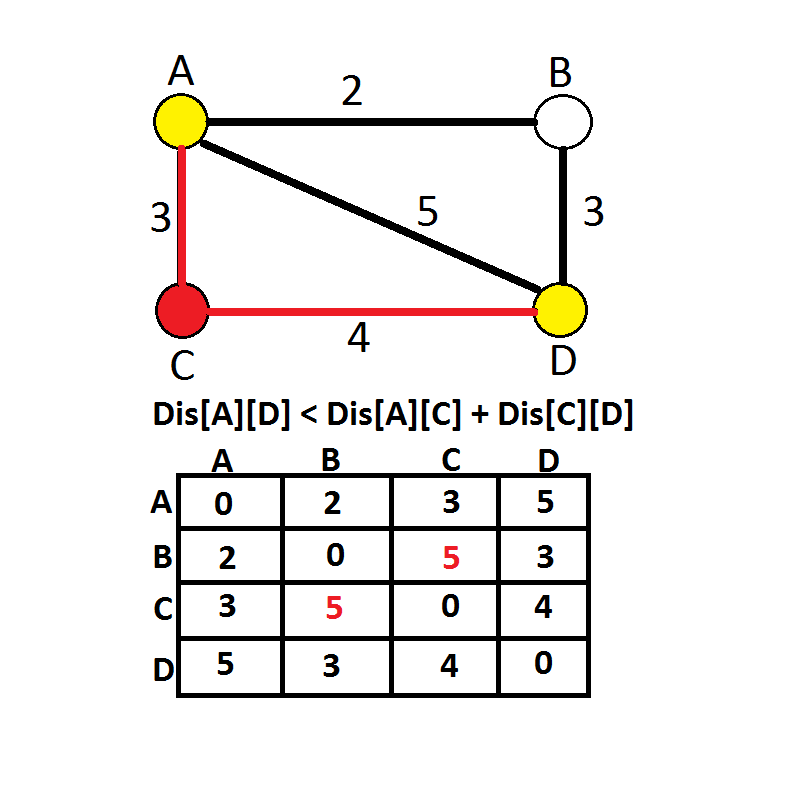 A B
2
3 5 3
4
C D
Dis[A][D] < Dis[A][C] + Dis[C][D]
A B C D
A 0 2 3 5
B 2 0 5 3
C 3 5 0 4
D 5 3 4 0